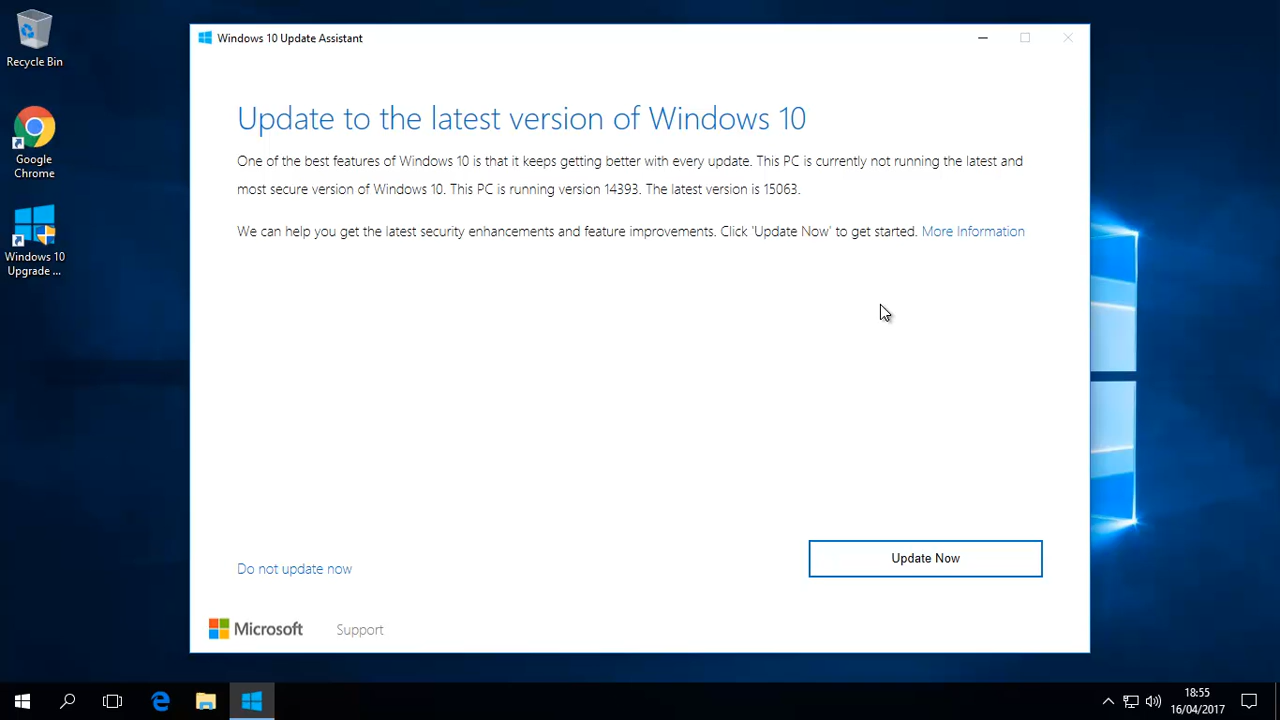 Recycle Bin
Google
Chrome
Windows 10
Upgrade ...
Windows 10 Update Assistant
Update to the latest version of Windows 10
One of the best features of Windows 10 is that it keeps getting better with every update. This PC is currently not running the latest and
most secure version of Windows 10. This PC is running version 14393. The latest version is 15063.
We can help you get the latest security enhancements and feature improvements. Click 'Update Now' to get started. More Information
Update Now
Do not update now
Microsoft
Support
18:55
16/04/2017